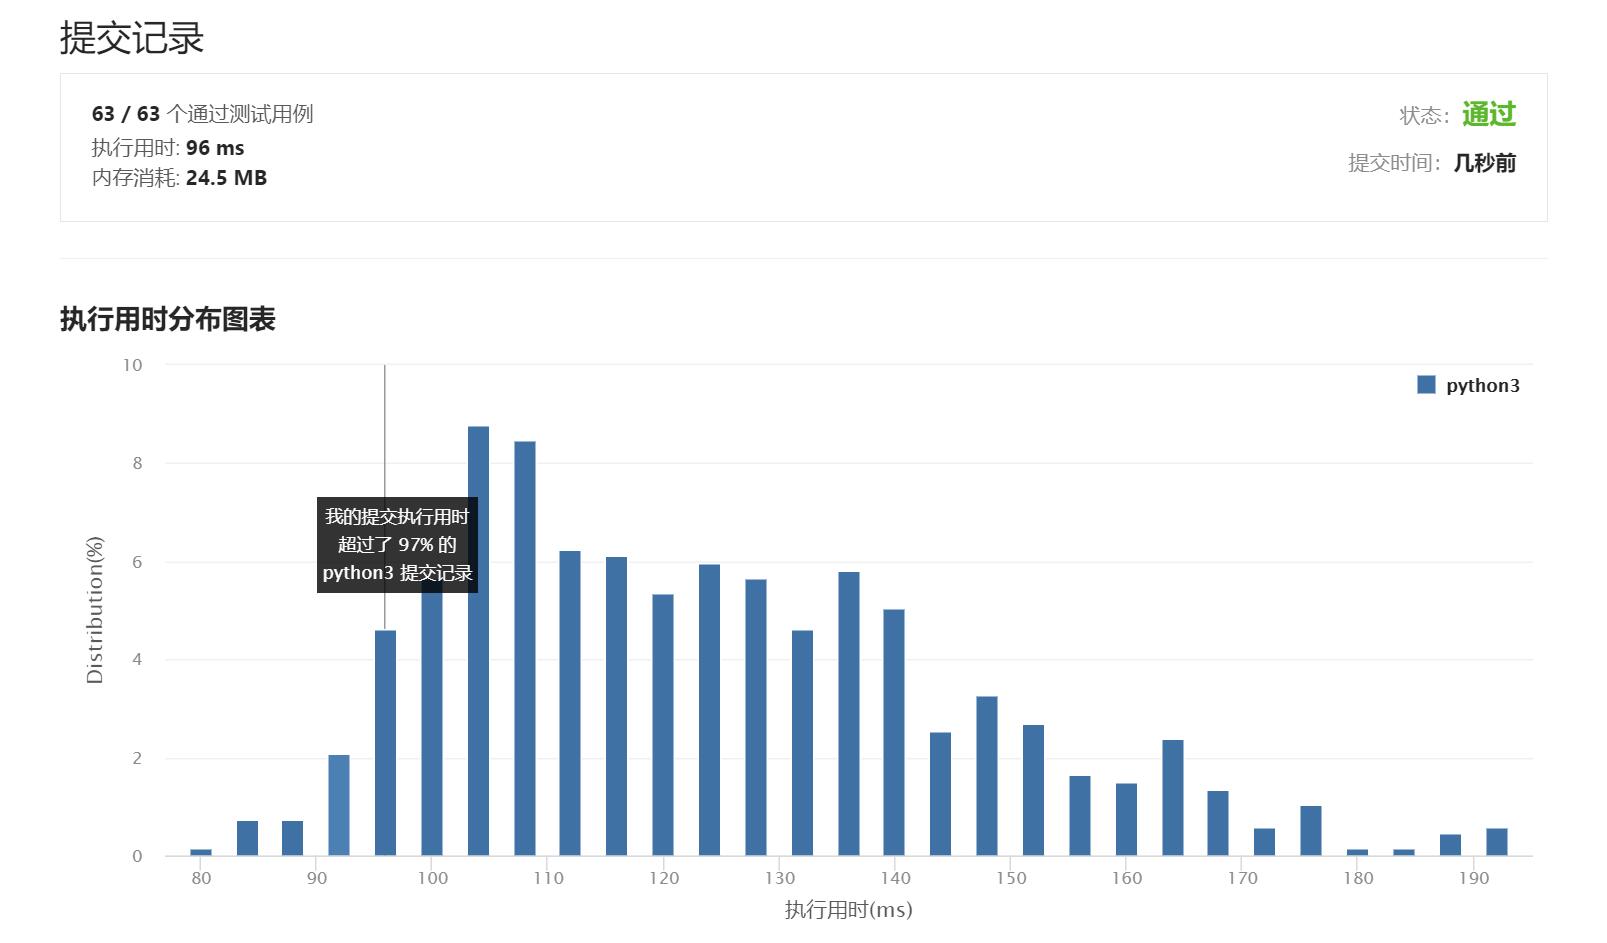 提交记录
63 / 63 个通过测试用例
状态：通过
执行用时: 96 ms
提交时间：几秒前
内存消耗: 24.5 MB
执行用时分布图表
10
python3
8
我的提交执行用时
超过了 97% 的
python3 提交记录
6
Distribution(%)
4
2
0
80 90 100 110 120 130 140 150 160 170 180 190
执行用时(ms)